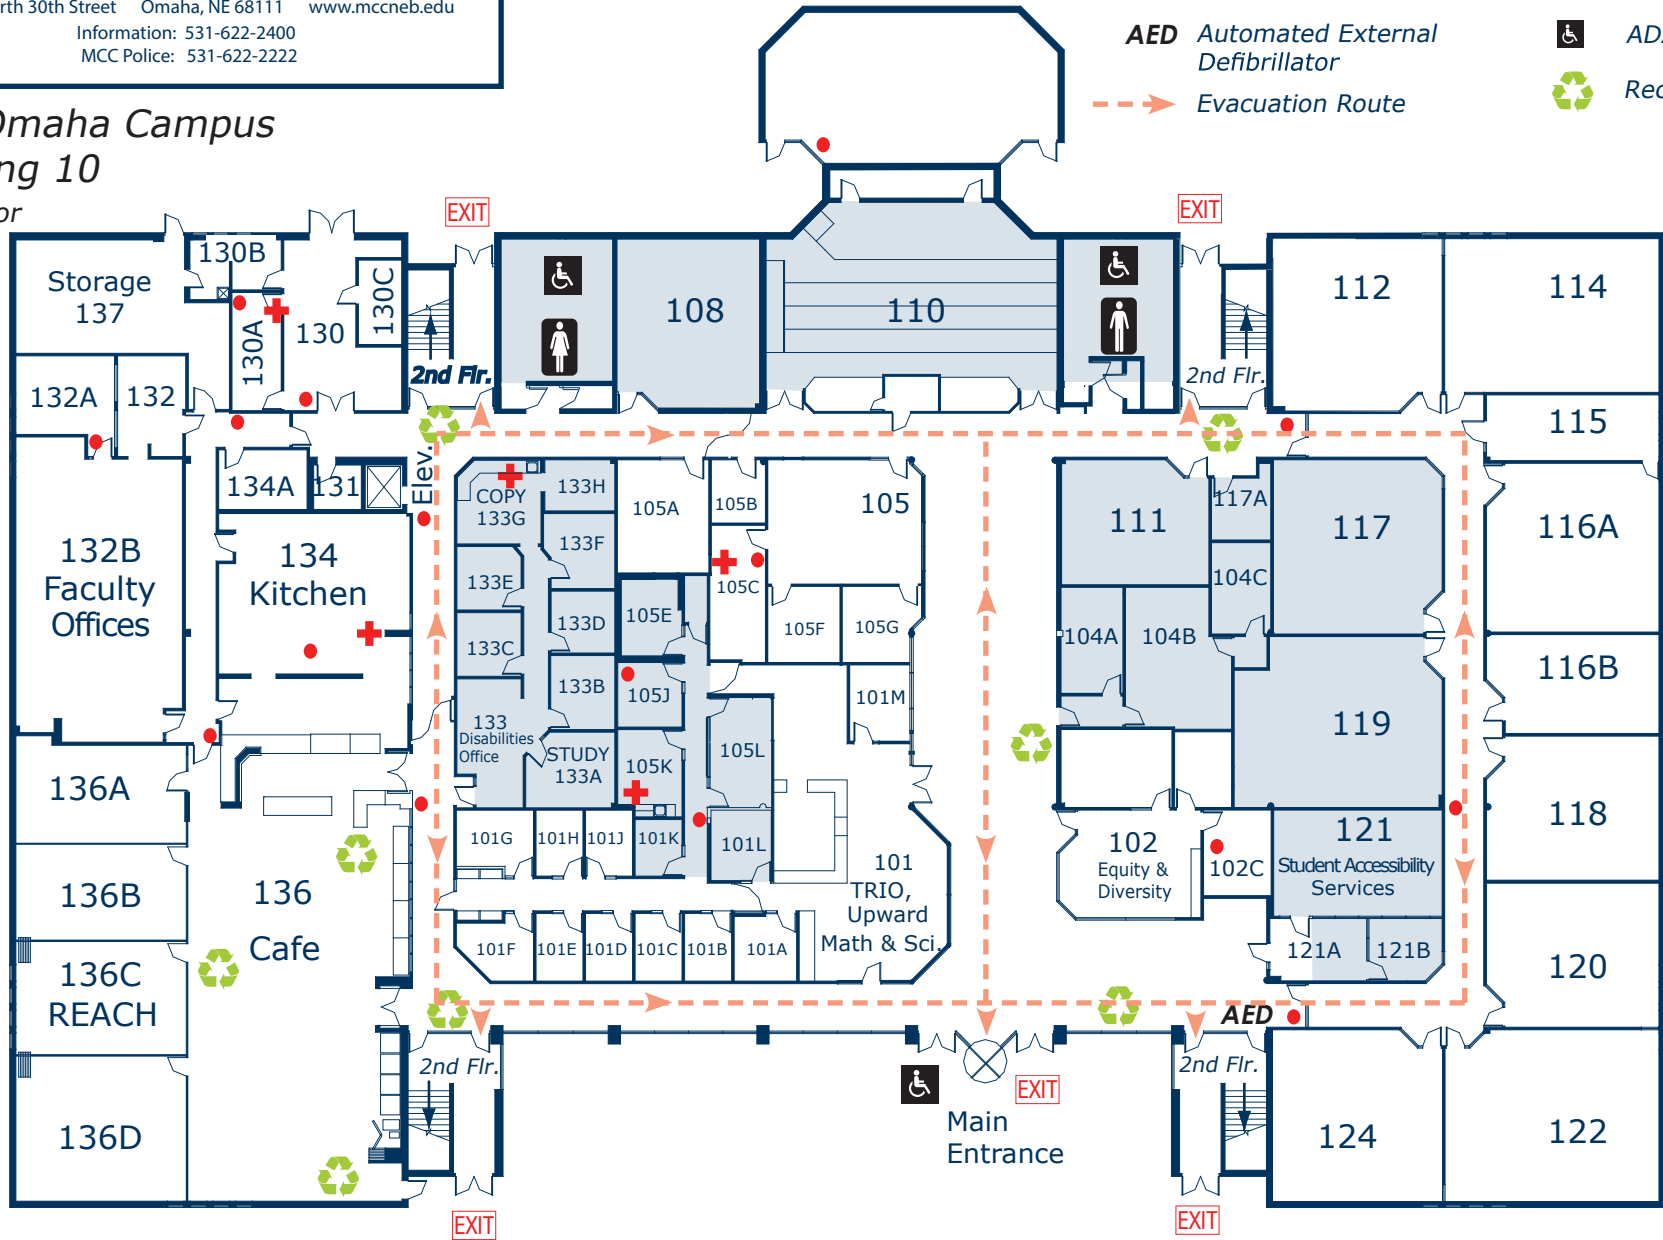 30th Street Omaha, NE 68111 www.mccneb.edu
Information: 531-622-2400
MCC Police: 531-622-2222
AED Automated External
Defibrillator
Evacuation Route
Omaha Campus
10
EXIT
EXIT
Storage
137
130B
130A
130
130C
2nd Flr.
108
110
2nd Flr.
112
114
132A
132
115
134A
131
Elev.
COPY
133G
133H
105A
105B
105
111
117A
117
116A
132B
Faculty
Offices
134
Kitchen
133F
133E
105C
104C
105E
133D
105F
105G
104A
104B
133C
133B
105J
101M
116B
133
Disabilities
Office
STUDY
133A
105K
105L
119
136A
118
101G
101H
101J
101K
101L
101
TRIO,
Upward
Math & Sci.
102
Equity &
Diversity
102C
121
Student Accessibility
Services
136B
136
Cafe
101F
101E
101D
101C
101B
101A
121A
121B
120
136C
REACH
AED
2nd Flr.
2nd Flr.
EXIT
Main
Entrance
136D
124
122
EXIT
EXIT